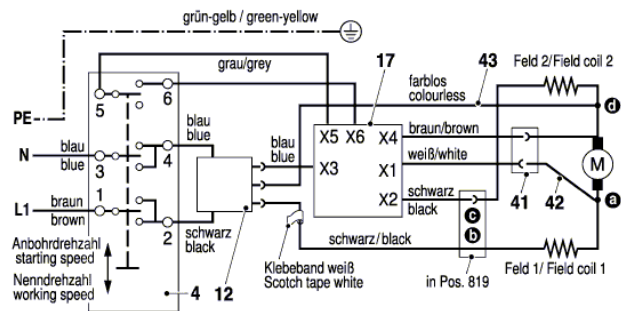 grün-gelb / green-yellow
grau/grey
17
43
Feld 2/Field coil 2
farblos
colourless
5
6
PE
blau
blue
X5 X6 X4
braun/brown
d
blau
blue
N
blau
blue
3
4
X3
X1
weiß/white
M
L1
braun
brown
1
2
X2
schwarz
black
41
42
a
schwarz
black
c
b
Anbohrdrehzahl
starting speed
schwarz/black
Nenndrehzahl
working speed
4
12
Klebeband weiß
Scotch tape white
in Pos. 819
Feld 1/ Field coil 1